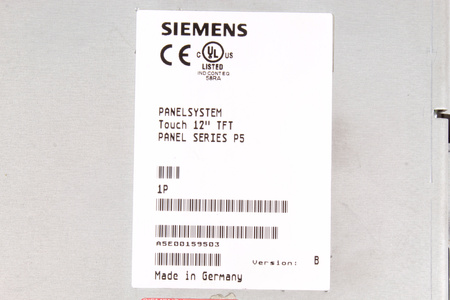 SIEMENS
CE C UL US
LISTED
IND.CONT.EQ
58RA
PANELSYSTEM
Touch 12" TFT
PANEL SERIES P5
1P
A5E00159503
Version: B
Made in Germany